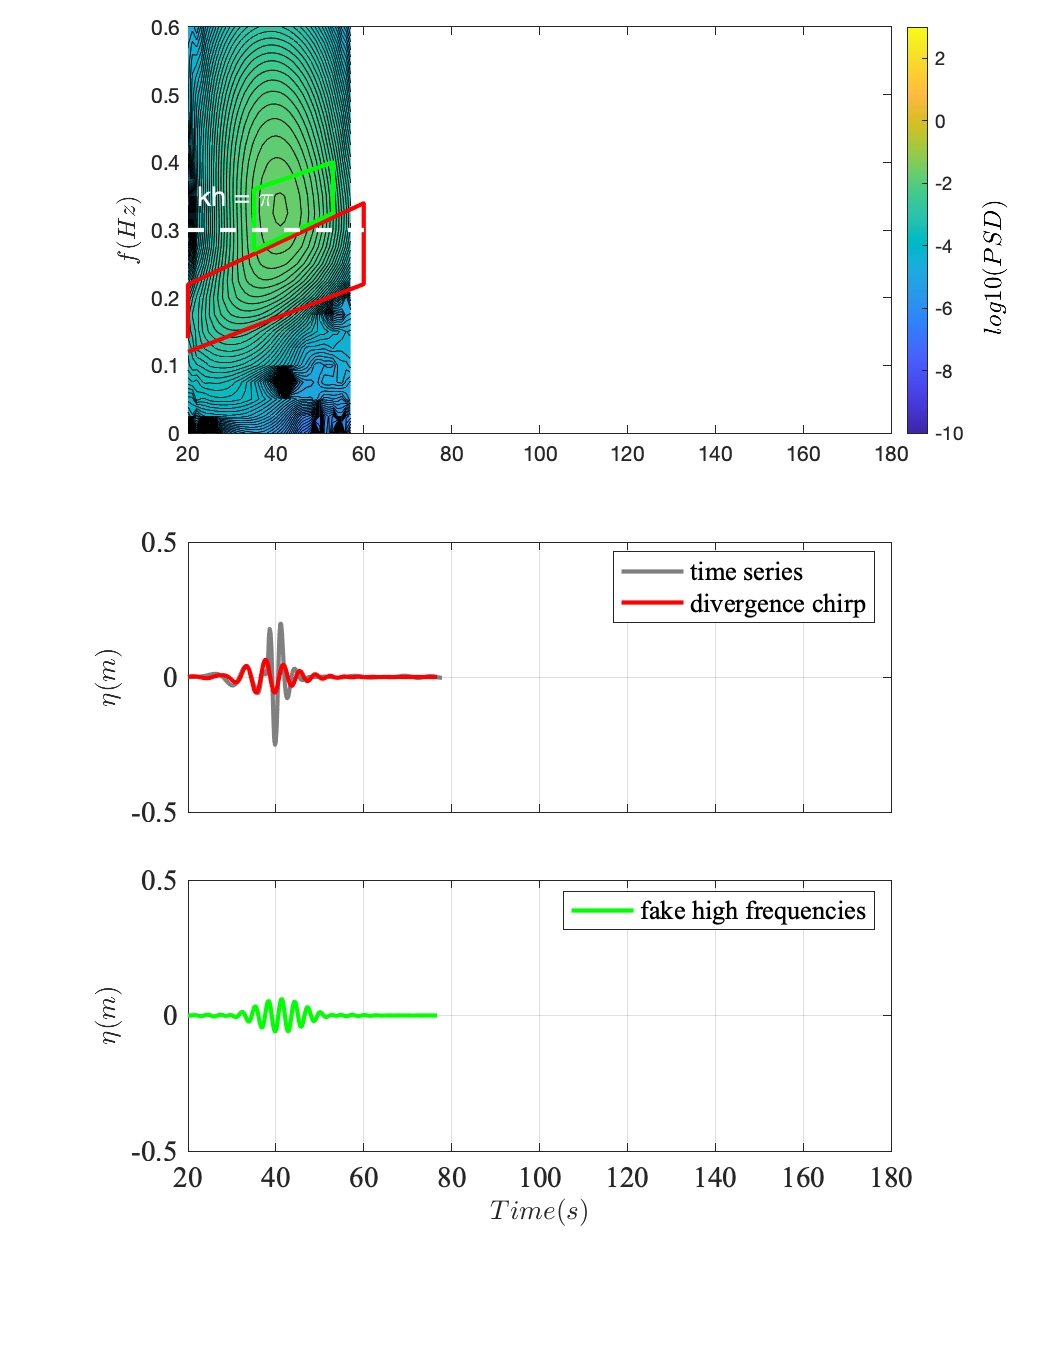 0.6
0.5
0.4
0.3
0.2
0.1
0
f(Hz)
kh = π
20 40 60 80 100 120 140 160 180
2
0
-2
-4
-6
-8
-10
log10(PSD)
0.5
0
-0.5
η(m)
time series
divergence chirp
0.5
0
-0.5
η(m)
fake high frequencies
20 40 60 80 100 120 140 160 180
Time(s)